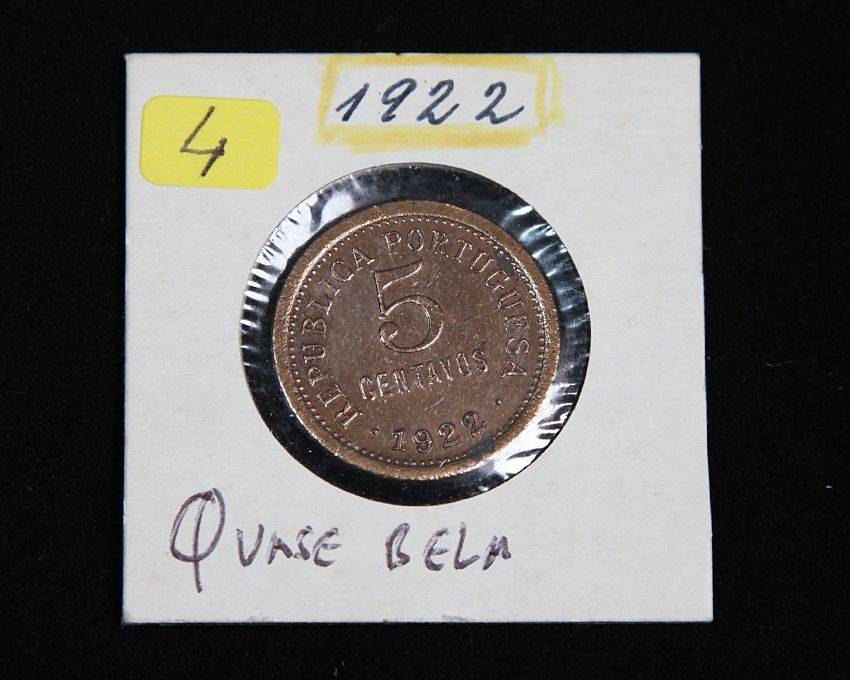 1922
4
REPUBLICA PORTUGUESA
5
CENTAVOS
• 1922 •
QUASE BELA